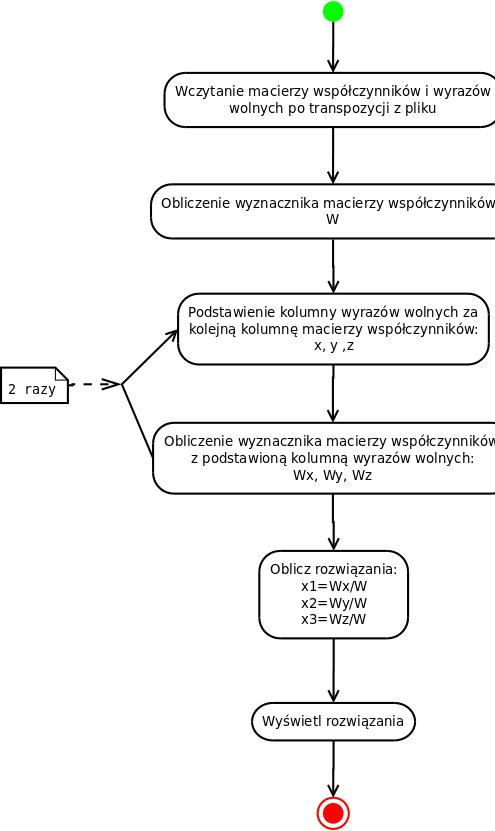 Wczytanie macierzy współczynników i wyrazów
wolnych po transpozycji z pliku
Obliczenie wyznacznika macierzy współczynników
W
Podstawienie kolumny wyrazów wolnych za
kolejną kolumnę macierzy współczynników:
x, y ,z
2 razy
Obliczenie wyznacznika macierzy współczynników
z podstawioną kolumną wyrazów wolnych:
Wx, Wy, Wz
Oblicz rozwiązania:
x1=Wx/W
x2=Wy/W
x3=Wz/W
Wyświetl rozwiązania